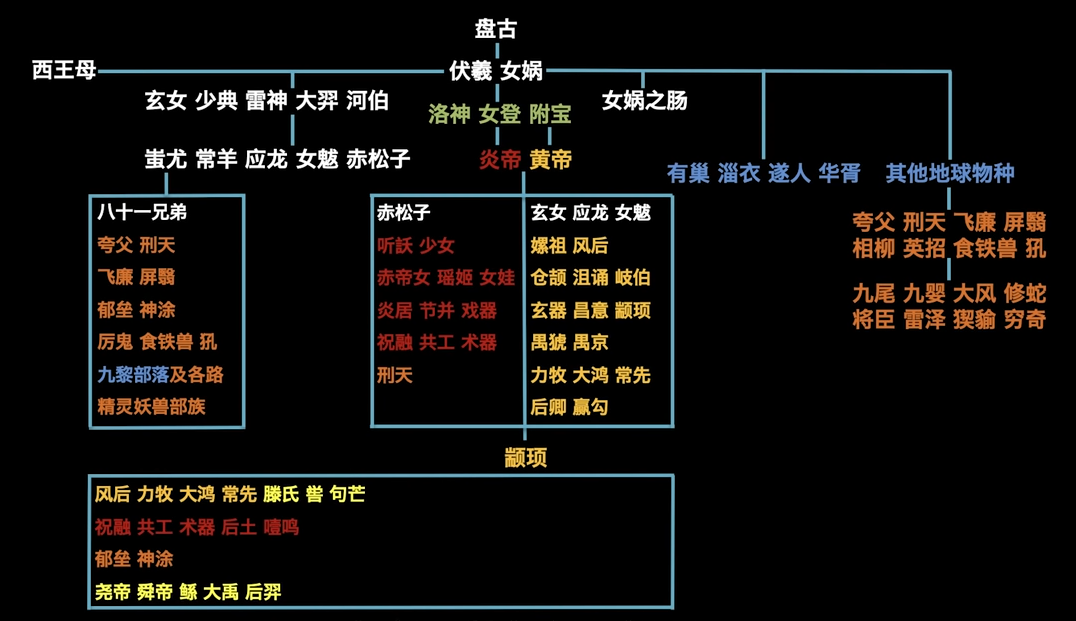 盘古
西王母 伏羲 女娲
玄女 少典 雷神 大羿 河伯
女娲之肠
洛神 女登 附宝
蚩尤 常羊 应龙 女魃 赤松子
炎帝 黄帝
有巢 淄衣 遂人 华胥
其他地球物种
八十一兄弟
夸父 刑天
飞廉 屏翳
郁垒 神涂
厉鬼 食铁兽 犼
九黎部落及各路
精灵妖兽部族
赤松子
听訞 少女
赤帝女 瑶姬 女娃
炎居 节并 戏器
祝融 共工 术器
刑天
玄女 应龙 女魃
嫘祖 风后
仓颉 沮诵 岐伯
玄嚣 昌意 颛顼
禺猇 禺京
力牧 大鸿 常先
后卿 赢勾
夸父 刑天 飞廉 屏翳
相柳 英招 食铁兽 犼
九尾 九婴 大风 修蛇
将臣 雷泽 猰貐 穷奇
颛顼
风后 力牧 大鸿 常先 滕氏 喾 句芒
祝融 共工 术器 后土 噎鸣
郁垒 神涂
尧帝 舜帝 鲧 大禹 后羿